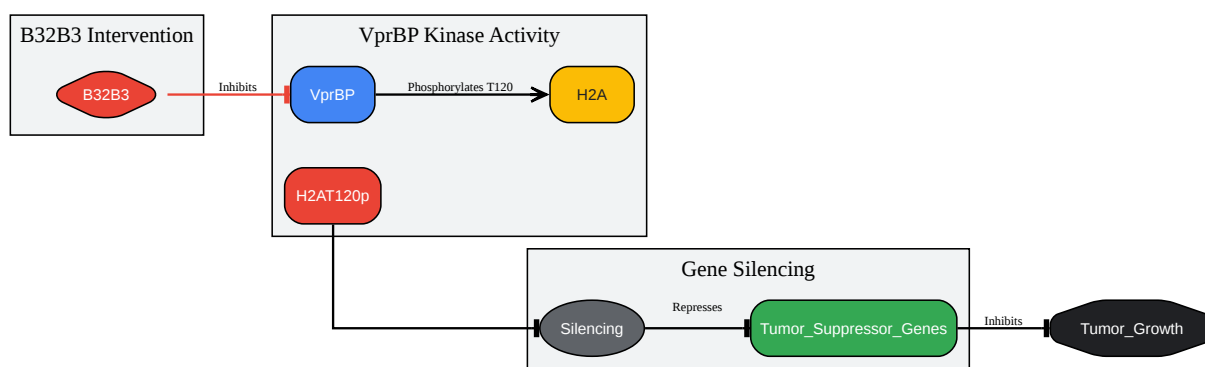 B32B3 Intervention
VprBP Kinase Activity
B32B3
Inhibits
VprBP
Phosphorylates T120
H2A
H2AT120p
Gene Silencing
Silencing
Represses
Tumor_Suppressor_Genes
Inhibits
Tumor_Growth